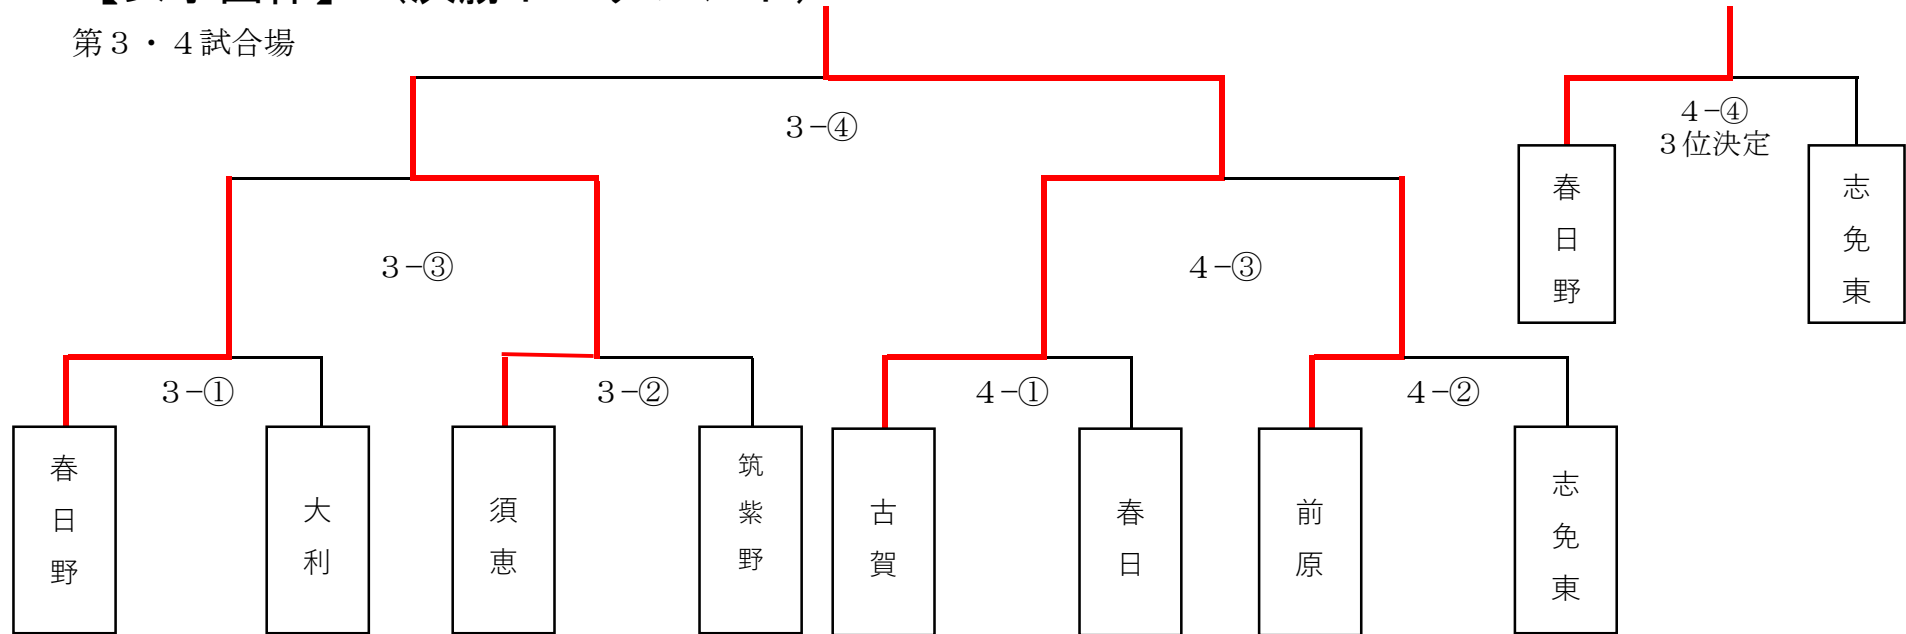 第３・４試合場
３−④
４−④
３位決定
春日野
志免東
３−③
４−③
３−①
３−②
４−①
４−②
春日野
大利
須恵
筑紫野
古賀
春日
前原
志免東